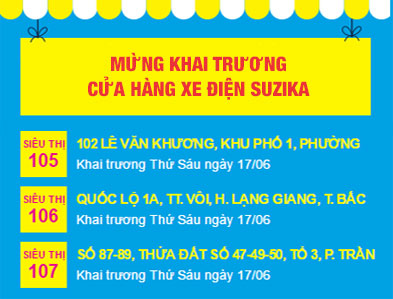 MỪNG KHAI TRƯƠNG
CỬA HÀNG XE ĐIỆN SUZIKA
SIÊU THỊ
105
102 LÊ VĂN KHƯƠNG, KHU PHỐ 1, PHƯỜNG
Khai trương Thứ Sáu ngày 17/06
SIÊU THỊ
106
QUỐC LỘ 1A, TT. VÔI, H. LẠNG GIANG, T. BẮC
Khai trương Thứ Sáu ngày 17/06
SIÊU THỊ
107
SỐ 87-89, THỬA ĐẤT SỐ 47-49-50, TỔ 3, P. TRẦN
Khai trương Thứ Sáu ngày 17/06